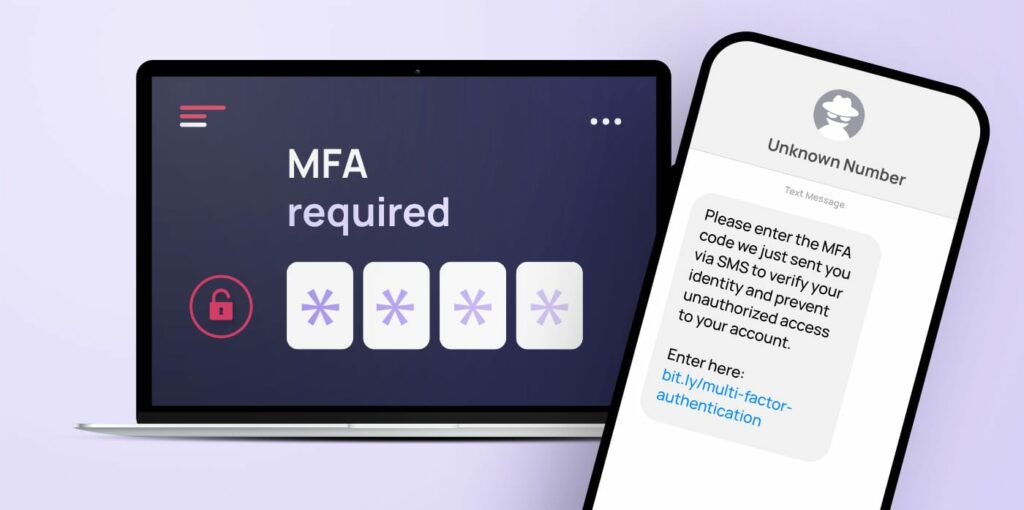 MFA
required
* * * *
Unknown Number
Text Message
Please enter the MFA
code we just sent you
via SMS to verify your
identity and prevent
unauthorized access
to your account.
Enter here:
bit.ly/multi-factor-
authentication